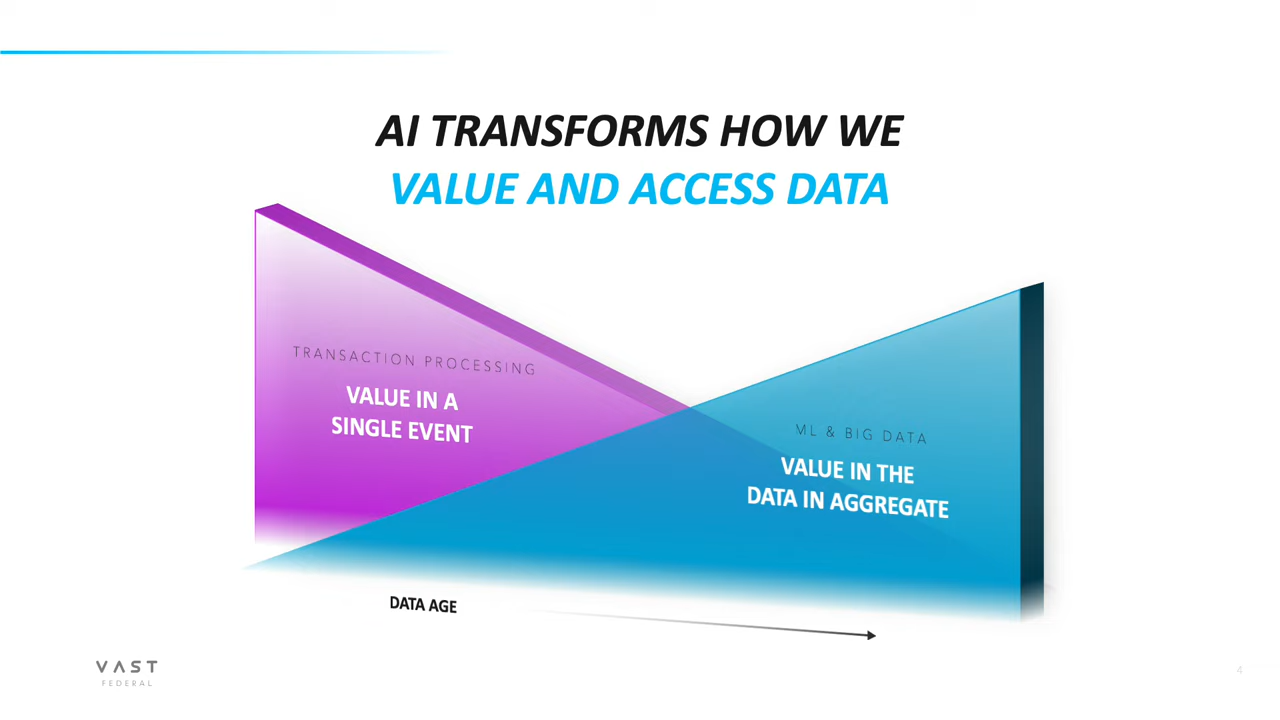 AI TRANSFORMS HOW WE
VALUE AND ACCESS DATA
TRANSACTION PROCESSING
VALUE IN A
SINGLE EVENT
ML & BIG DATA
VALUE IN THE
DATA IN AGGREGATE
DATA AGE
VAST
FEDERAL
4